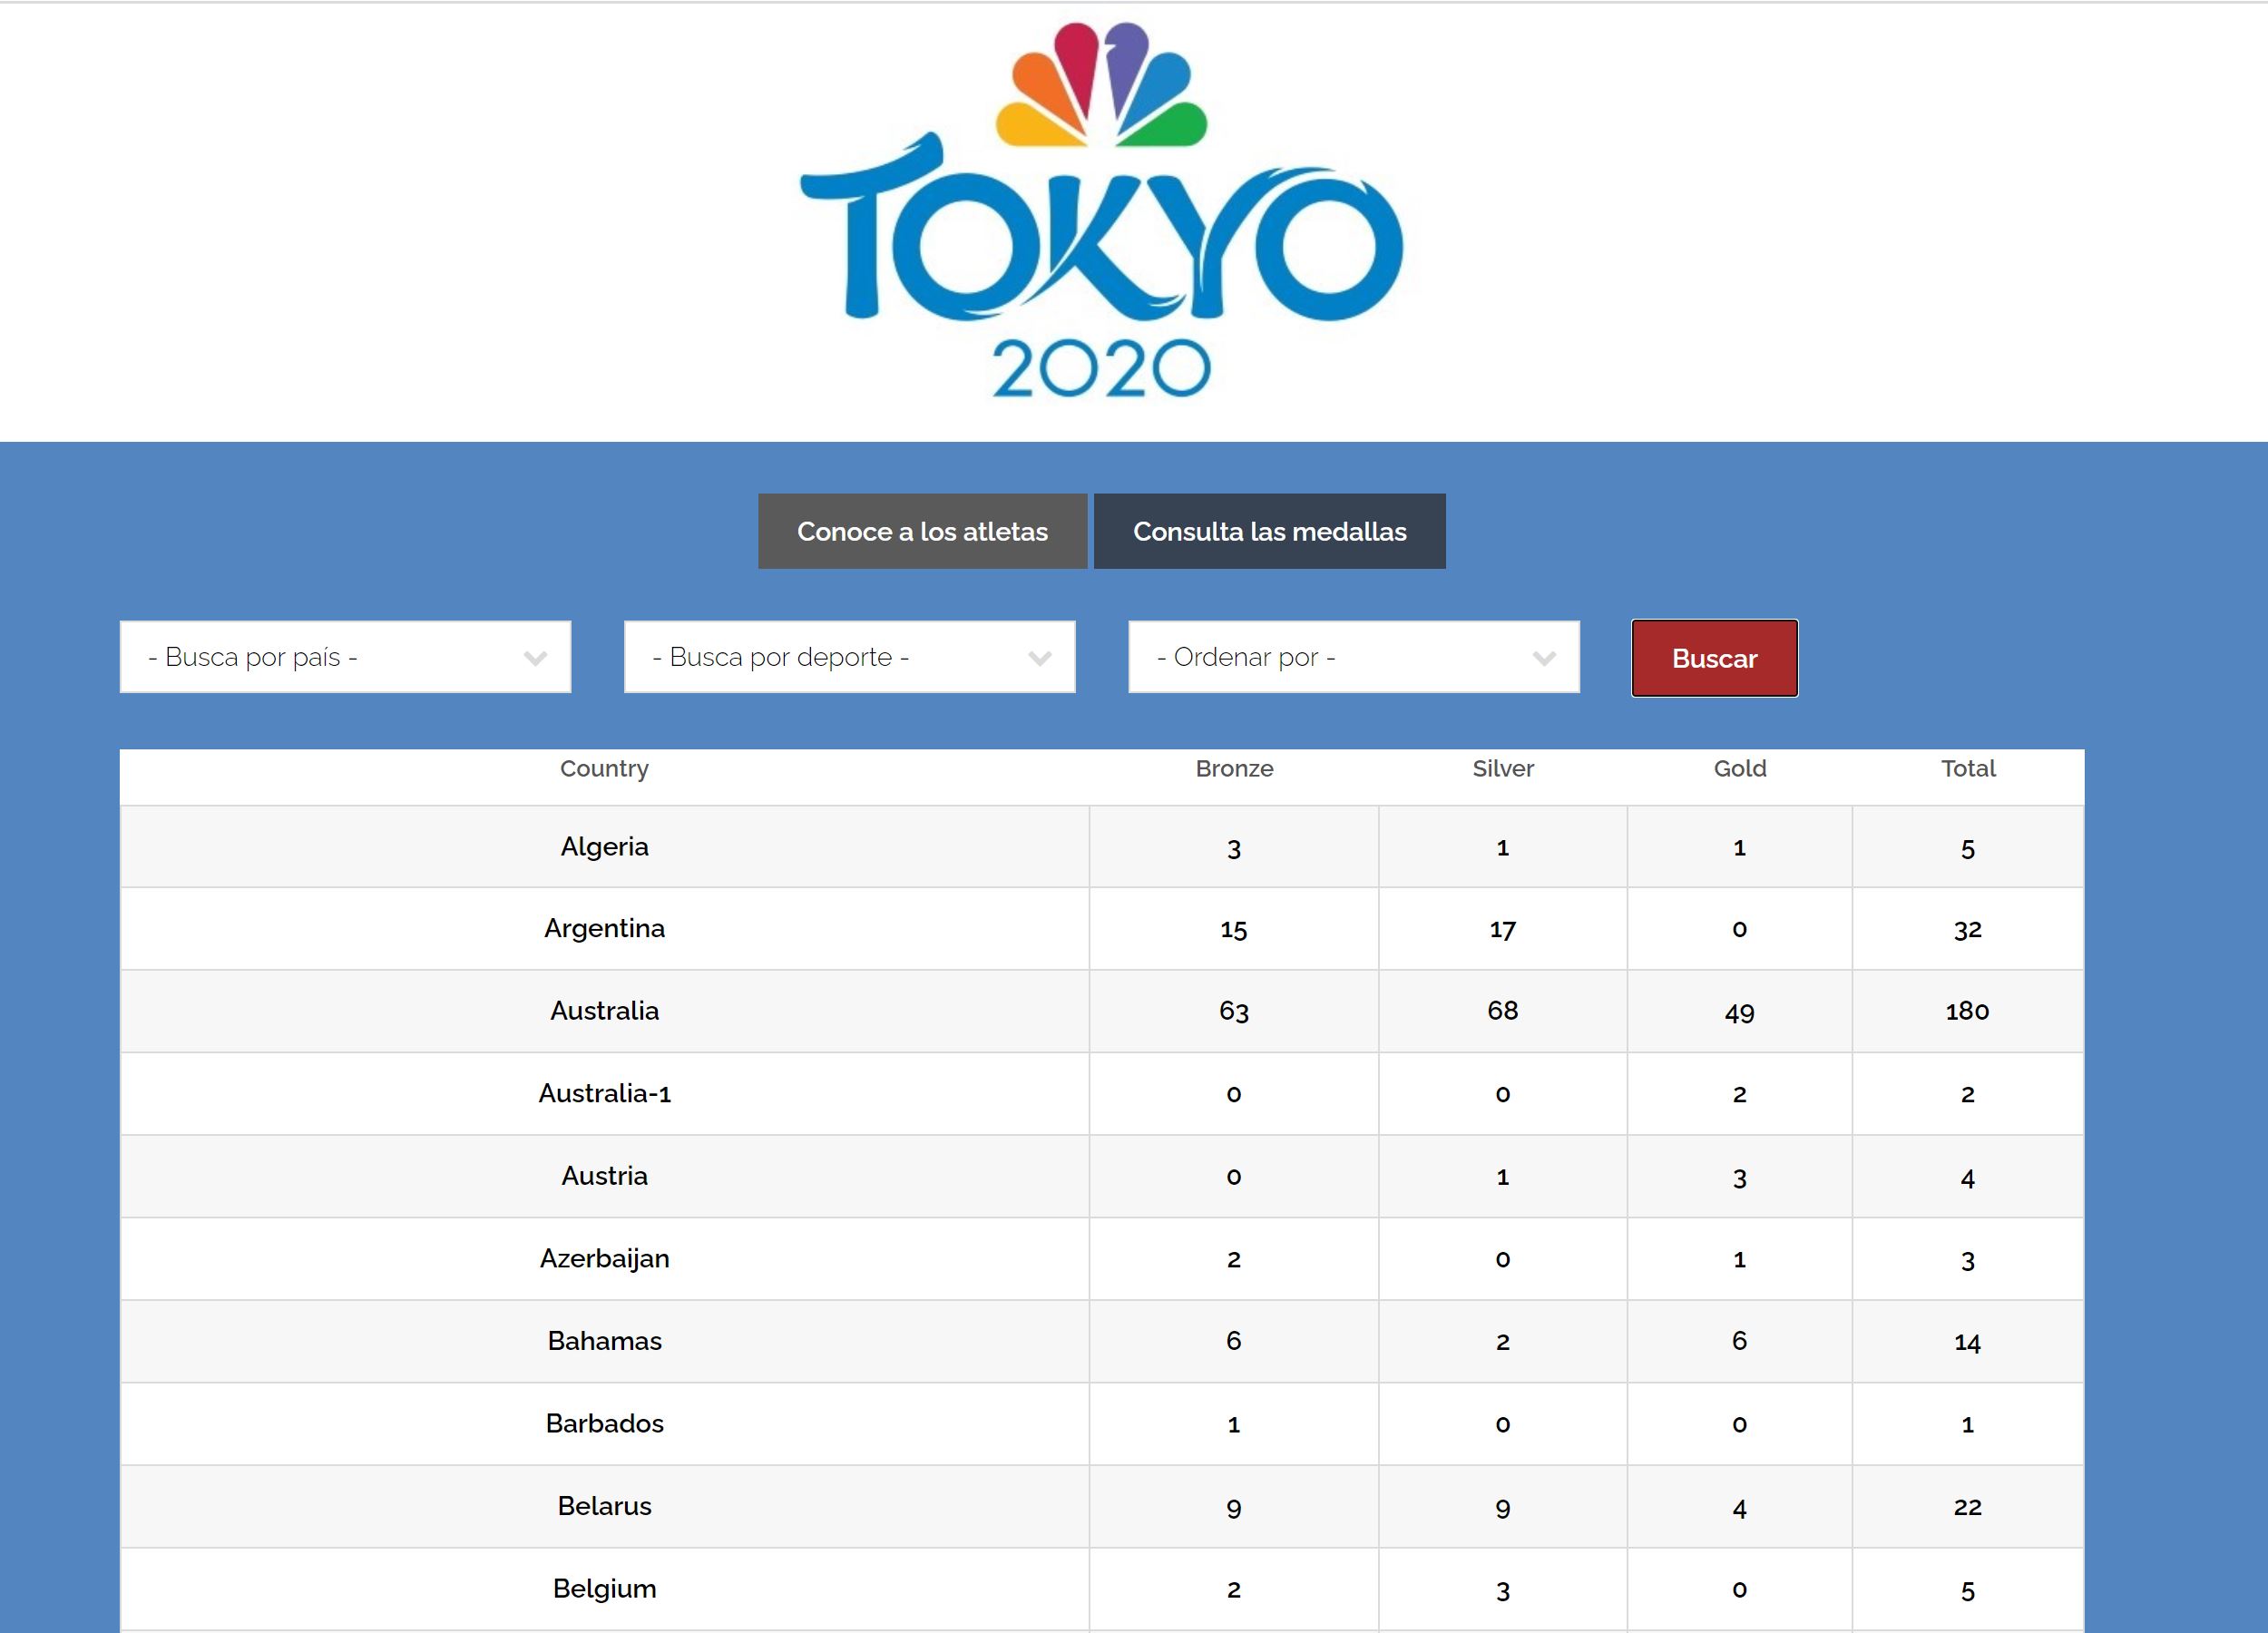 TOKYO
2020
Conoce a los atletas Consulta las medallas
- Busca por país - - Busca por deporte - - Ordenar por - Buscar
Country Bronze Silver Gold Total
Algeria 3 1 1 5
Argentina 15 17 0 32
Australia 63 68 49 180
Australia-1 0 0 2 2
Austria 0 1 3 4
Azerbaijan 2 0 1 3
Bahamas 6 2 6 14
Barbados 1 0 0 1
Belarus 9 9 4 22
Belgium 2 3 0 5